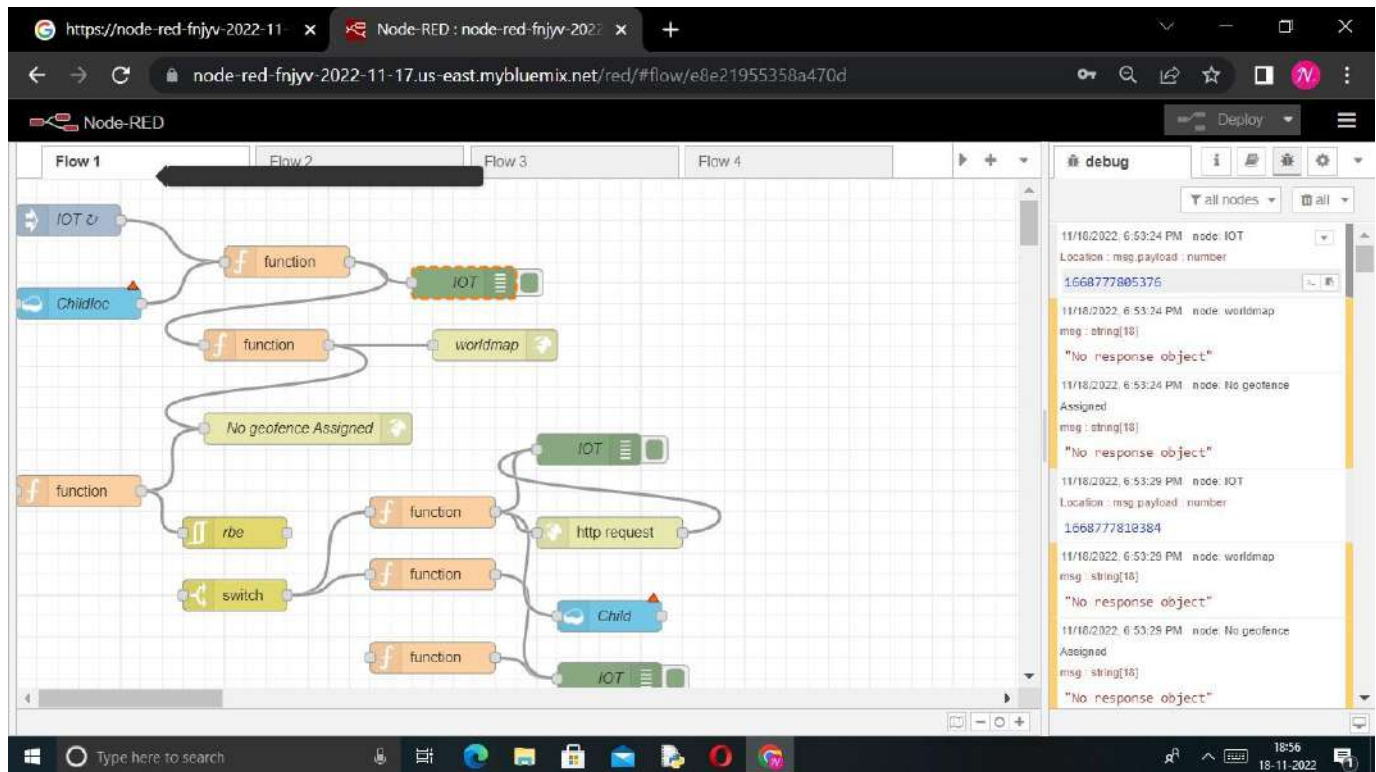 https://node-red-fnjyv-2022-11-
Node-RED : node-red-fnjyv-2022
node-red-fnjyv-2022-11-17.us-east.mybluemix.net/red/#flow/e8e21955358a470d
N.
Node-RED
Deploy
Flow 1
Flow 2
Flow 3
Flow 4
debug
i
all nodes
all
IOT ↻
function
IOT
Childloc
function
worldmap
No geofence Assigned
IOT
function
function
http request
rbe
function
switch
Child
function
IOT
11/18/2022, 6:53:24 PM node: IOT
Location : msg.payload : number
1668777805376
11/18/2022, 6:53:24 PM node: worldmap
msg : string[18]
"No response object"
11/18/2022, 6:53:24 PM node: No geofence
Assigned
msg : string[18]
"No response object"
11/18/2022, 6:53:29 PM node: IOT
Location : msg.payload : number
1668777810384
11/18/2022, 6:53:29 PM node: worldmap
msg : string[18]
"No response object"
11/18/2022, 6:53:29 PM node: No geofence
Assigned
msg : string[18]
"No response object"
Type here to search
18:56
18-11-2022